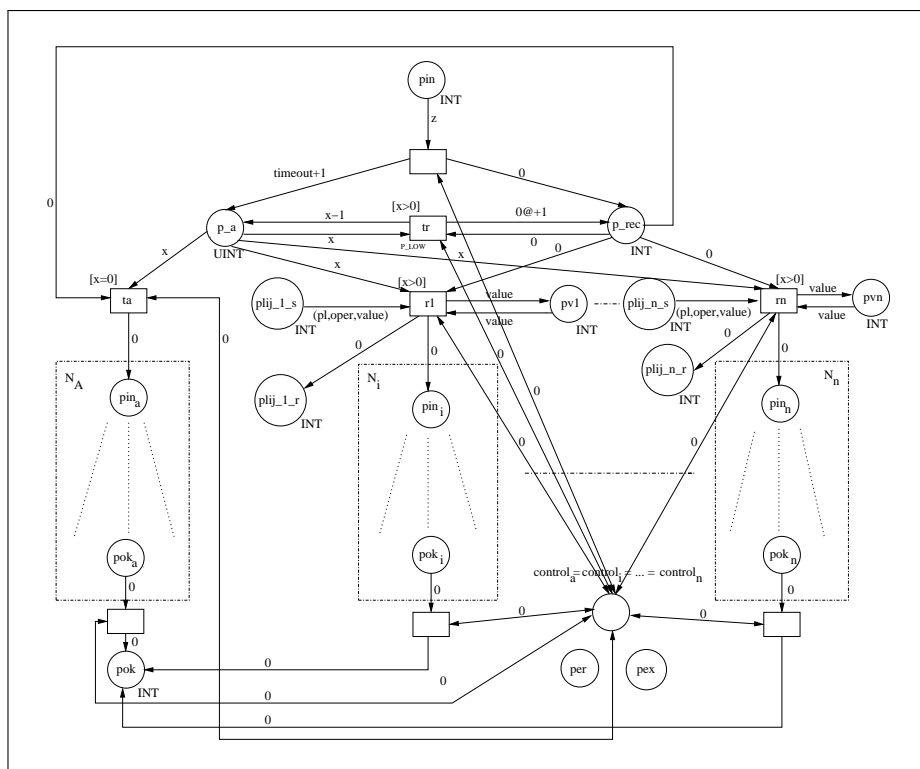 pin
INT
z
timeout+1
0
0
[x>0]
x−1
0@+1
p_a
tr
p_rec
x
0
P_LOW
UINT
INT
x
x
x
0
0
[x=0]
[x>0]
[x>0]
ta
plij_1_s
r1
value
pv1
plij_n_s
rn
value
pvn
(pl,oper,value)
value
(pl,oper,value)
value
INT
INT
INT
INT
0
0
0
0
0
N_A
N_i
plij_n_r
N_n
pin_a
plij_1_r
pin_i
INT
pin_n
INT
0
0
0
pok_a
pok_i
pok_n
control_a = control_i = ... = control_n
0
0
0
0
0
0
pok
0
0
per
pex
INT
0
0